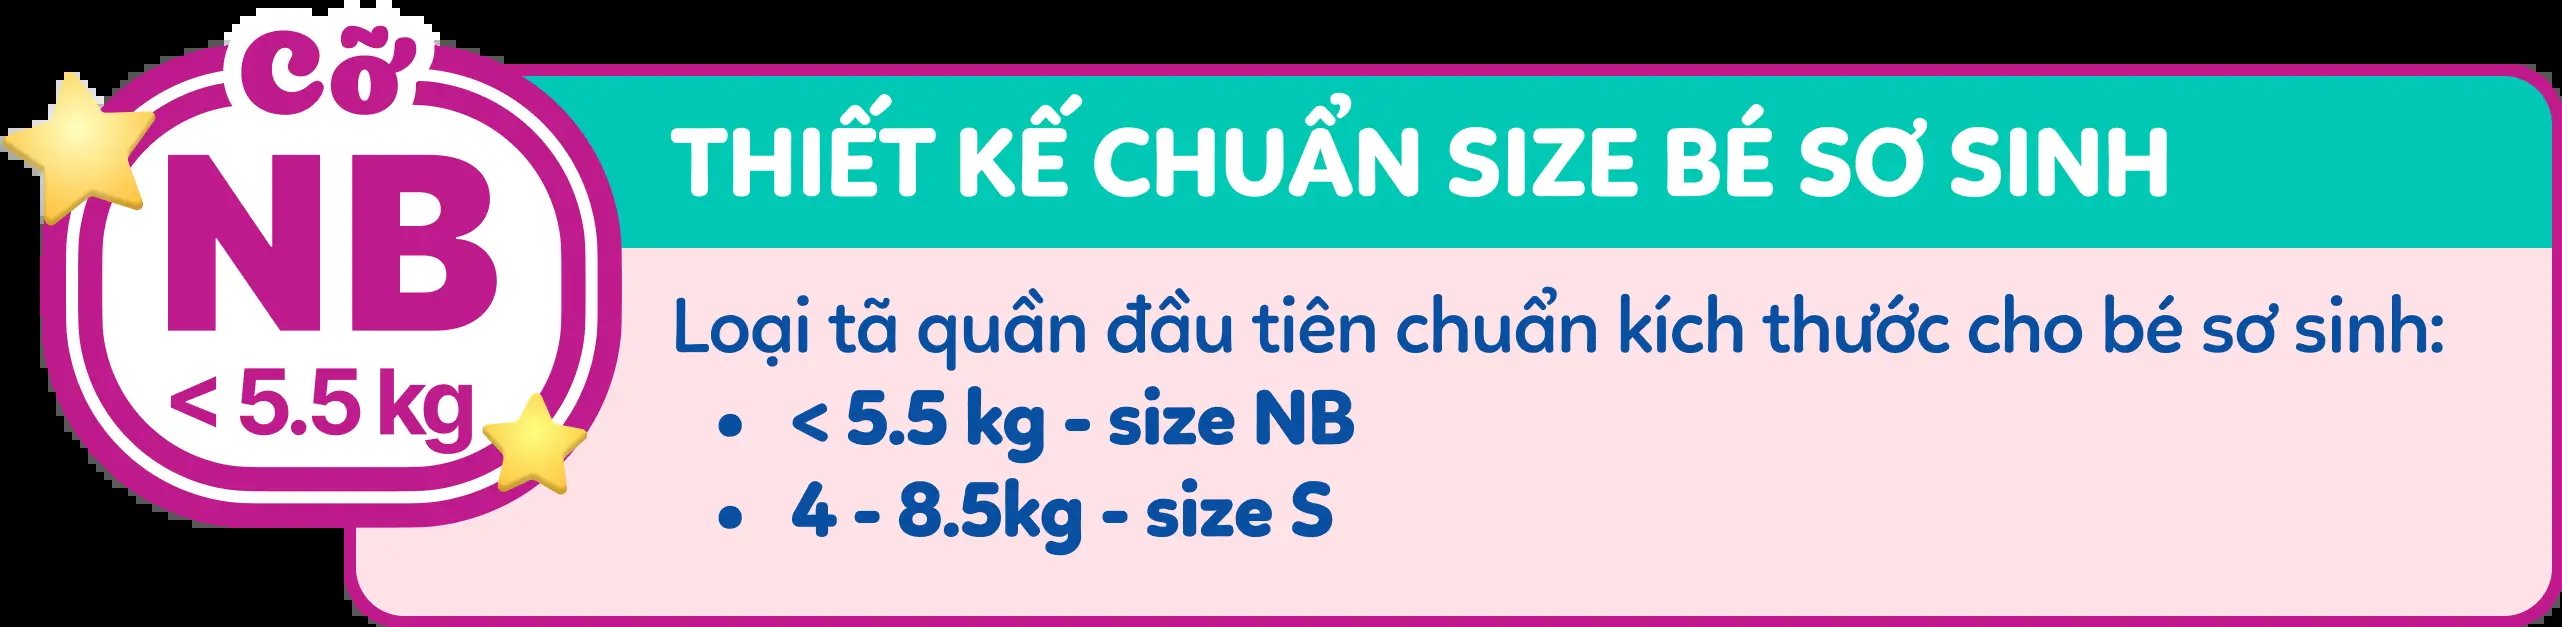 Cỡ
NB
< 5.5 kg
THIẾT KẾ CHUẨN SIZE BÉ SƠ SINH
Loại tã quần đầu tiên chuẩn kích thước cho bé sơ sinh:
• < 5.5 kg - size NB
• 4 - 8.5kg - size S